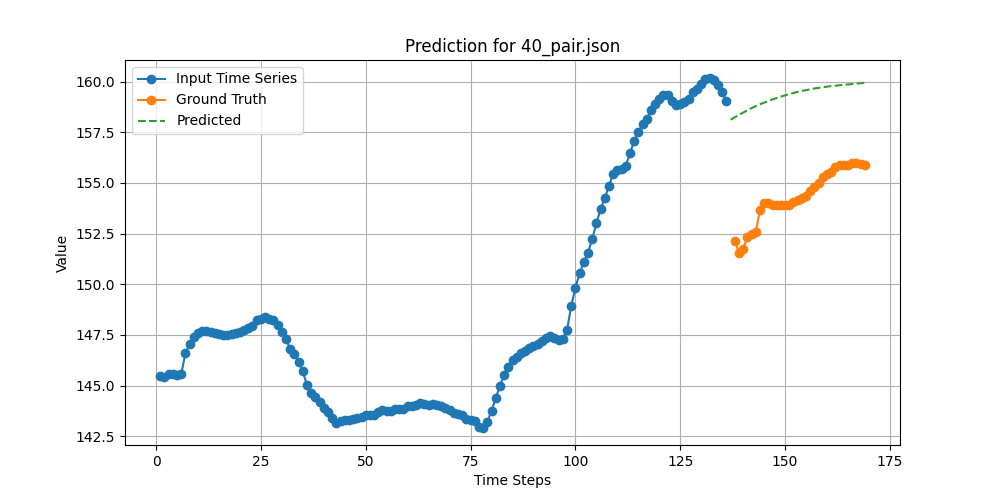 Prediction for 40_pair.json
Input Time Series
Ground Truth
Predicted
160.0
157.5
155.0
152.5
150.0
147.5
145.0
142.5
Value
0 25 50 75 100 125 150 175
Time Steps